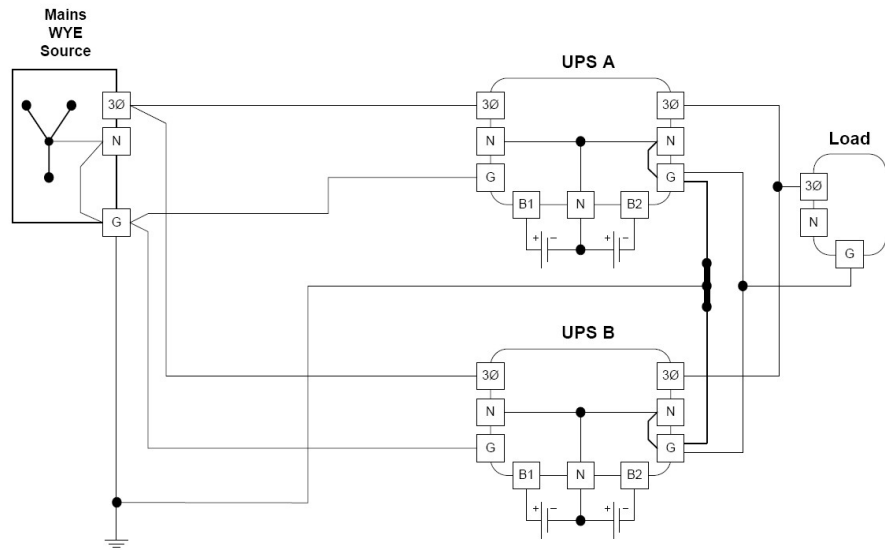 Mains
WYE
Source
UPS A
3Ø
3Ø
3Ø
N
N
N
Load
G
G
3Ø
B1
N
B2
N
G
+ − + −
G
UPS B
3Ø
3Ø
N
N
G
G
B1
N
B2
+ − + −